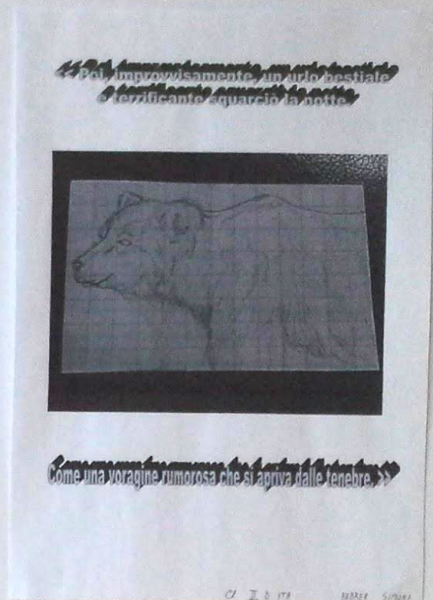 << Poi, improvvisamente, un urlo bestiale
e terrificante squarciò la notte.
Come una voragine rumorosa che si apriva dalle tenebre. >>